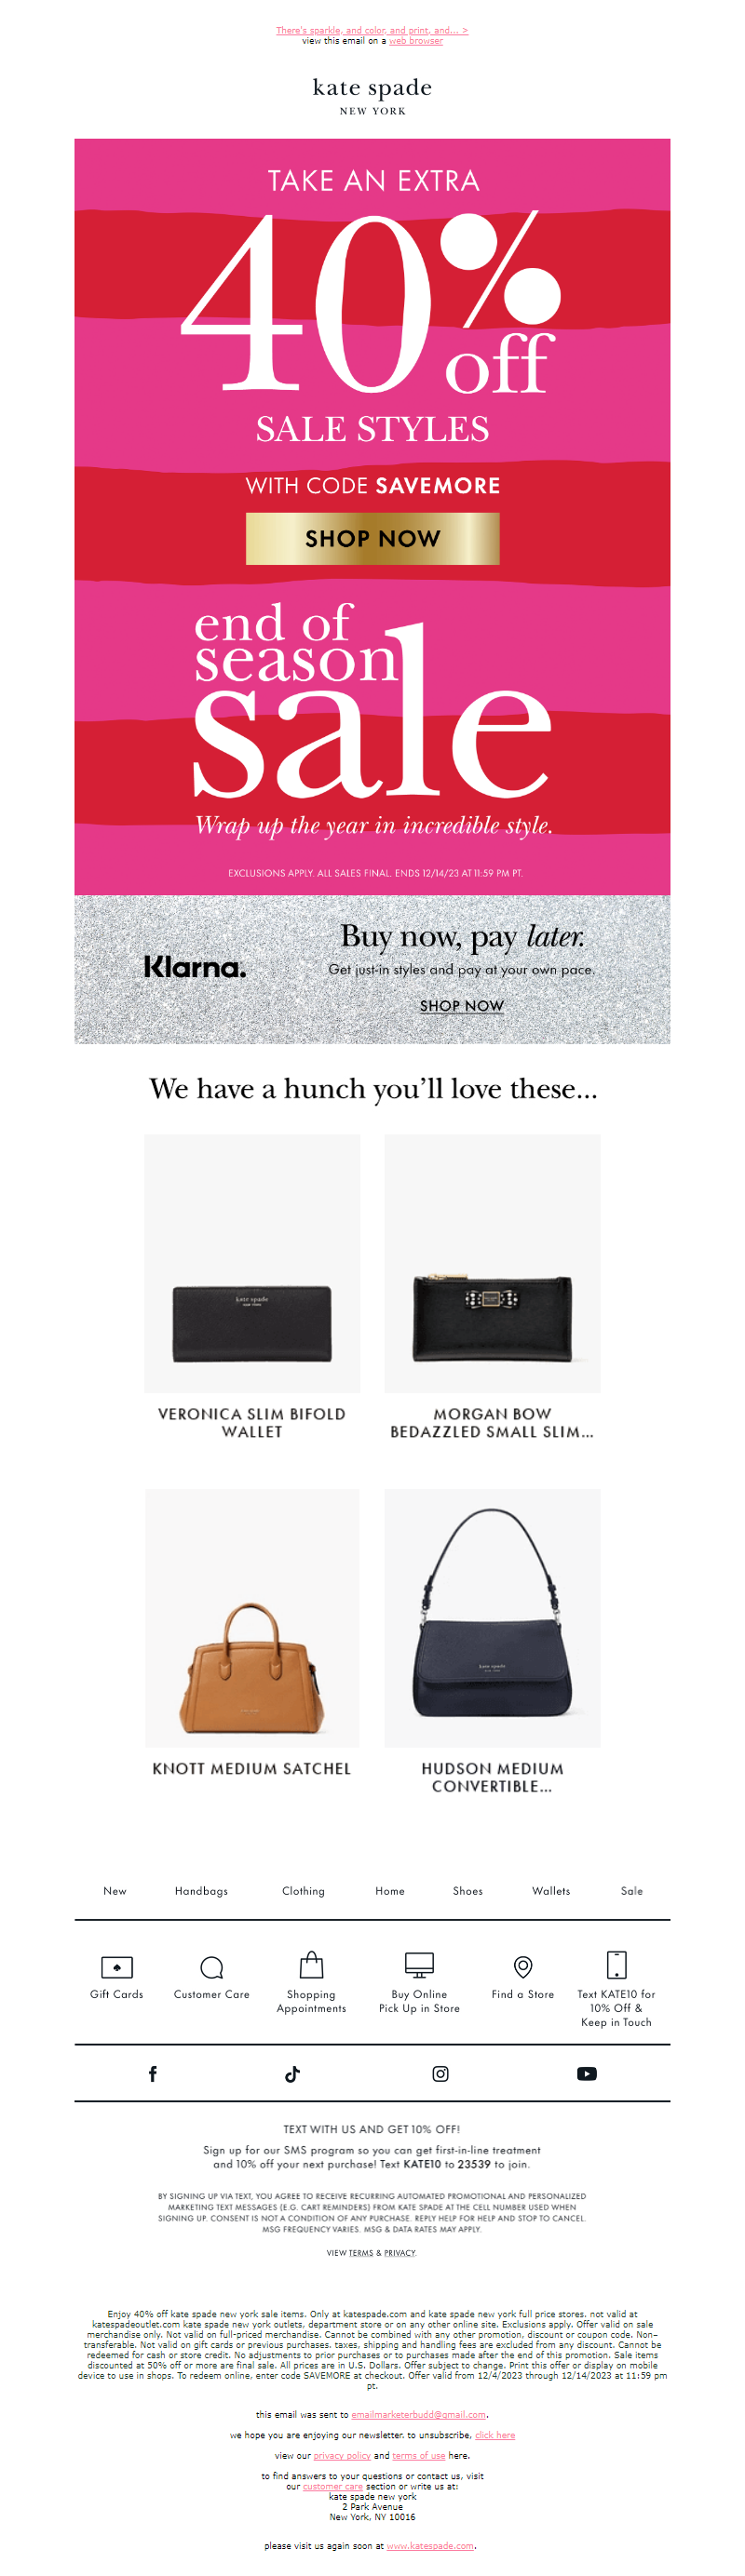 There's sparkle, and color, and print, and... >
view this email on a web browser
kate spade
NEW YORK
TAKE AN EXTRA
40%
off
SALE STYLES
WITH CODE SAVEMORE
SHOP NOW
end of
season
sale
Wrap up the year in incredible style.
EXCLUSIONS APPLY. ALL SALES FINAL. ENDS 12/14/23 AT 11:59 PM PT.
Klarna.
Buy now, pay later.
Get just-in styles and pay at your own pace.
SHOP NOW
We have a hunch you'll love these...
kate spade
NEW YORK
VERONICA SLIM BIFOLD
WALLET
MORGAN BOW
BEDAZZLED SMALL SLIM...
kate spade
NEW YORK
KNOTT MEDIUM SATCHEL
HUDSON MEDIUM
CONVERTIBLE...
New Handbags Clothing Home Shoes Wallets Sale
Gift Cards
Customer Care
Shopping
Appointments
Buy Online
Pick Up in Store
Find a Store
Text KATE10 for
10% Off &
Keep in Touch
TEXT WITH US AND GET 10% OFF!
Sign up for our SMS program so you can get first-in-line treatment
and 10% off your next purchase! Text KATE10 to 23539 to join.
BY SIGNING UP VIA TEXT, YOU AGREE TO RECEIVE RECURRING AUTOMATED PROMOTIONAL AND PERSONALIZED
MARKETING TEXT MESSAGES (E.G. CART REMINDERS) FROM KATE SPADE AT THE CELL NUMBER USED WHEN
SIGNING UP. CONSENT IS NOT A CONDITION OF ANY PURCHASE. REPLY HELP FOR HELP AND STOP TO CANCEL.
MSG FREQUENCY VARIES. MSG & DATA RATES MAY APPLY.
VIEW TERMS & PRIVACY.
Enjoy 40% off kate spade new york sale items. Only at katespade.com and kate spade new york full price stores, not valid at
katespadeoutlet.com kate spade new york outlets, department store or on any other online site. Exclusions apply. Offer valid on sale
merchandise only. Not valid on full-priced merchandise. Cannot be combined with any other promotion, discount or coupon code. Non-
transferable. Not valid on gift cards or previous purchases. taxes, shipping and handling fees are excluded from any discount. Cannot be
redeemed for cash or store credit. No adjustments to prior purchases or to purchases made after the end of this promotion. Sale items
discounted at 50% off or more are final sale. All prices are in U.S. Dollars. Offer subject to change. Print this offer or display on mobile
device to use in shops. To redeem online, enter code SAVEMORE at checkout. Offer valid from 12/4/2023 through 12/14/2023 at 11:59 pm
pt.
this email was sent to emailmarketerbudd@gmail.com.
we hope you are enjoying our newsletter. to unsubscribe, click here
view our privacy policy and terms of use here.
to find answers to your questions or contact us, visit
our customer care section or write us at:
kate spade new york
2 Park Avenue
New York, NY 10016
please visit us again soon at www.katespade.com.